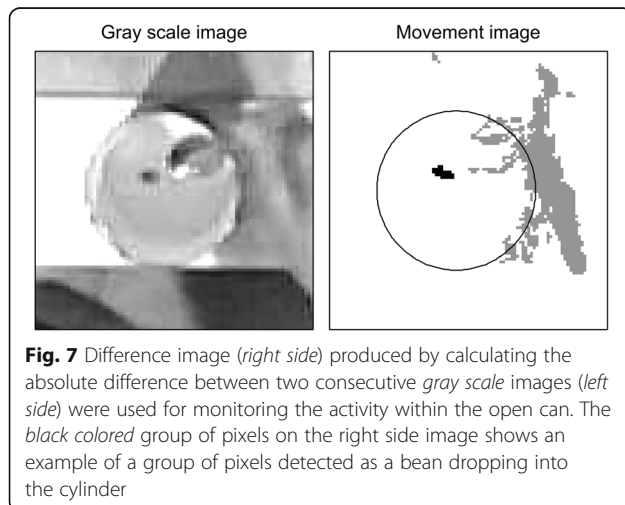 Gray scale image
Movement image
Fig. 7 Difference image (right side) produced by calculating the
absolute difference between two consecutive gray scale images (left
side) were used for monitoring the activity within the open can. The
black colored group of pixels on the right side image shows an
example of a group of pixels detected as a bean dropping into
the cylinder